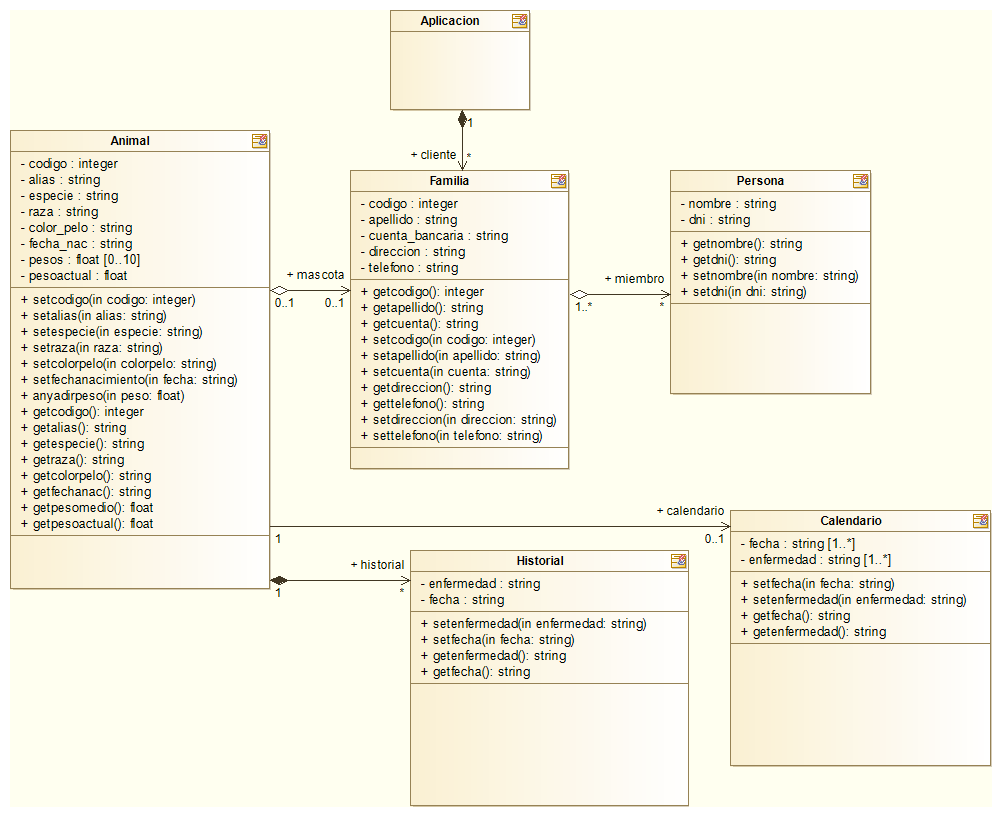 Aplicacion
1
+ cliente
*
Animal
- codigo : integer
- alias : string
- especie : string
- raza : string
- color_pelo : string
- fecha_nac : string
- pesos : float [0..10]
- pesoactual : float
+ setcodigo(in codigo: integer)
+ setalias(in alias: string)
+ setespecie(in especie: string)
+ setraza(in raza: string)
+ setcolorpelo(in colorpelo: string)
+ setfechanacimiento(in fecha: string)
+ anyadirpeso(in peso: float)
+ getcodigo(): integer
+ getalias(): string
+ getespecie(): string
+ getraza(): string
+ getcolorpelo(): string
+ getfechanac(): string
+ getpesomedio(): float
+ getpesoactual(): float
+ mascota
0..1
0..1
Familia
- codigo : integer
- apellido : string
- cuenta_bancaria : string
- direccion : string
- telefono : string
+ getcodigo(): integer
+ getapellido(): string
+ getcuenta(): string
+ setcodigo(in codigo: integer)
+ setapellido(in apellido: string)
+ setcuenta(in cuenta: string)
+ getdireccion(): string
+ gettelefono(): string
+ setdireccion(in direccion: string)
+ settelefono(in telefono: string)
+ miembro
1..*
*
Persona
- nombre : string
- dni : string
+ getnombre(): string
+ getdni(): string
+ setnombre(in nombre: string)
+ setdni(in dni: string)
+ calendario
1
0..1
Calendario
- fecha : string [1..*]
- enfermedad : string [1..*]
+ setfecha(in fecha: string)
+ setenfermedad(in enfermedad: string)
+ getfecha(): string
+ getenfermedad(): string
+ historial
1
*
Historial
- enfermedad : string
- fecha : string
+ setenfermedad(in enfermedad: string)
+ setfecha(in fecha: string)
+ getenfermedad(): string
+ getfecha(): string